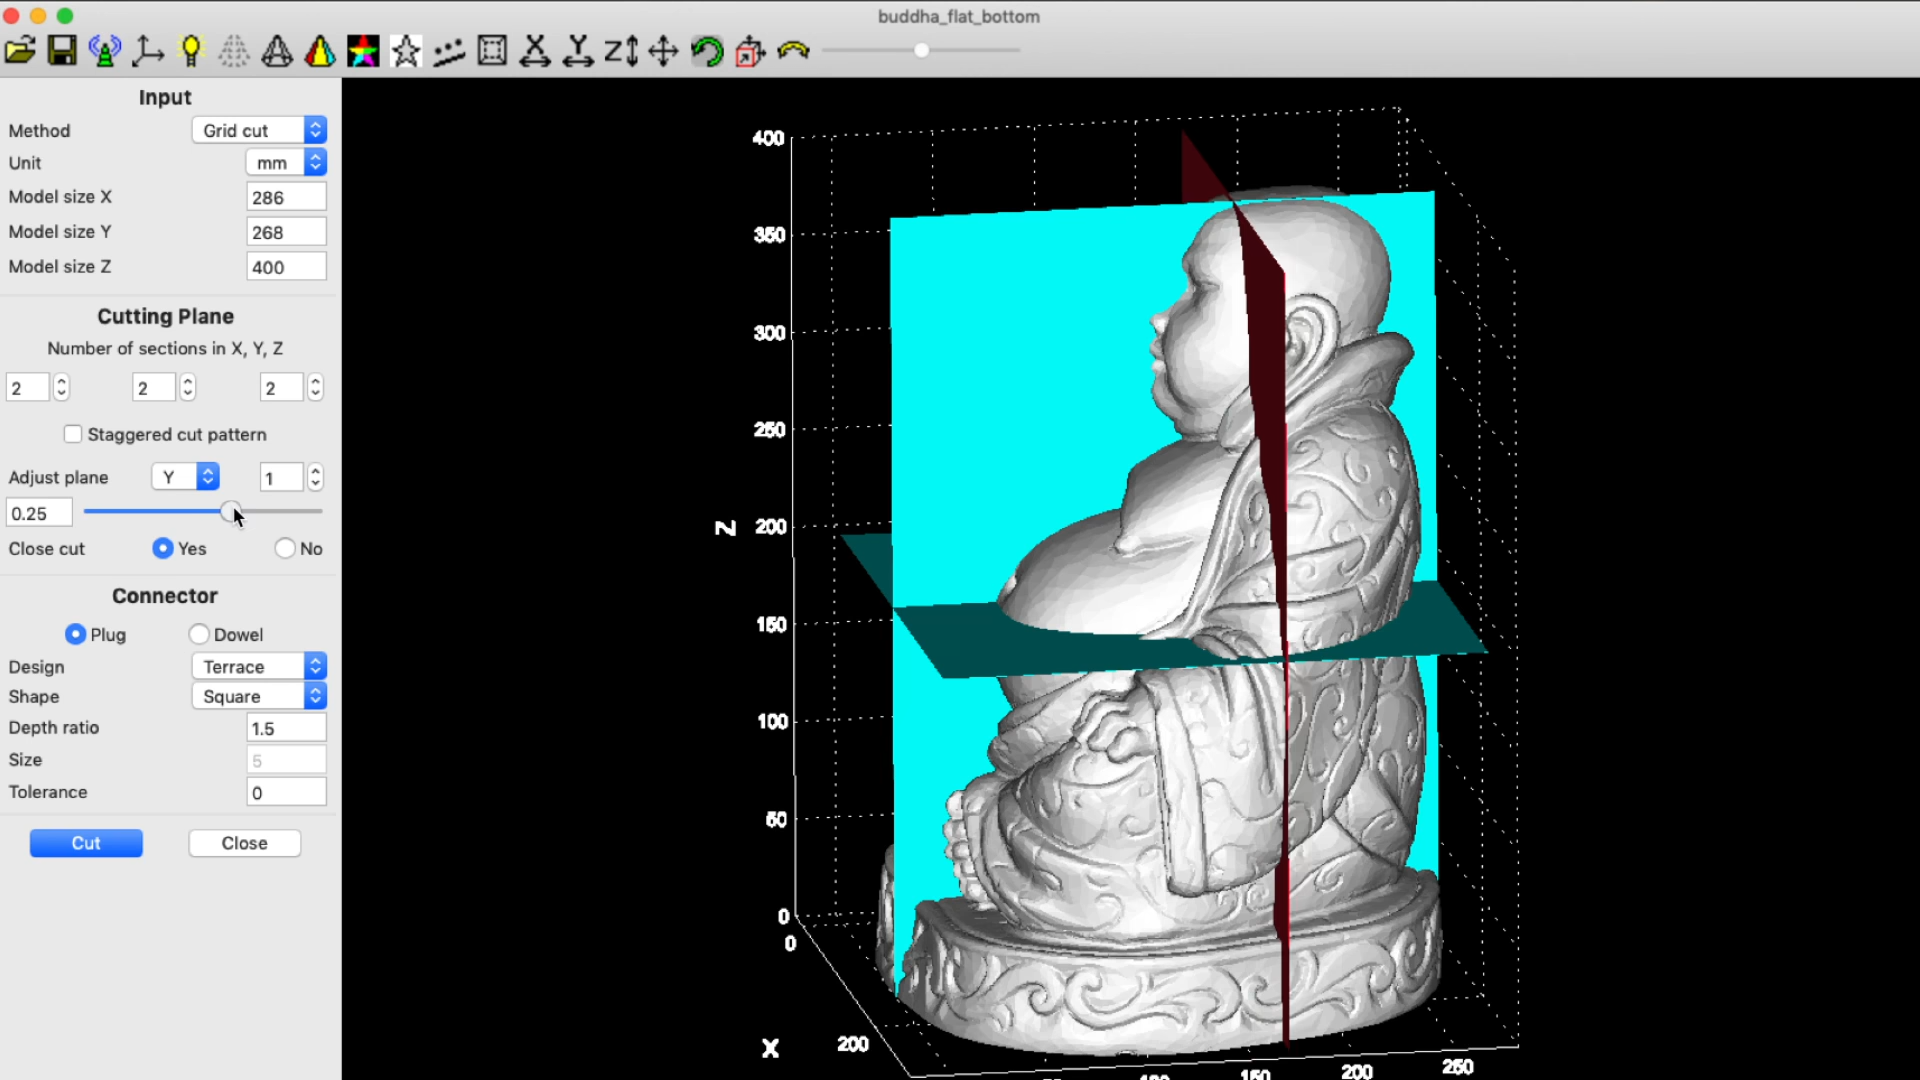 buddha_flat_bottom
Input
Method Grid cut
Unit mm
Model size X 286
Model size Y 268
Model size Z 400
Cutting Plane
Number of sections in X, Y, Z
2 2 2
Staggered cut pattern
Adjust plane Y 1
0.25
Close cut Yes No
Connector
Plug Dowel
Design Terrace
Shape Square
Depth ratio 1.5
Size 5
Tolerance 0
Cut Close
400
350
300
250
Z 200
150
100
50
0
0
X 200
150 200 250